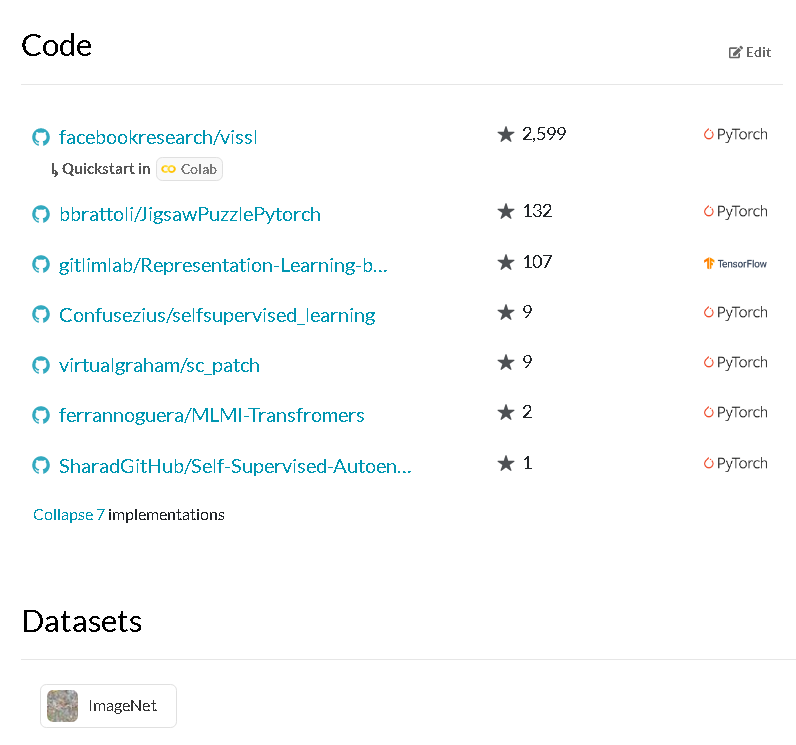 Code
Edit
facebookresearch/vissl ★ 2,599 PyTorch
↳ Quickstart in Colab
bbrattoli/JigsawPuzzlePytorch ★ 132 PyTorch
gitlimlab/Representation-Learning-b... ★ 107 TensorFlow
Confusezius/selfsupervised_learning ★ 9 PyTorch
virtualgraham/sc_patch ★ 9 PyTorch
ferrannoguera/MLMI-Transfromers ★ 2 PyTorch
SharadGitHub/Self-Supervised-Autoen... ★ 1 PyTorch
Collapse 7 implementations
Datasets
ImageNet